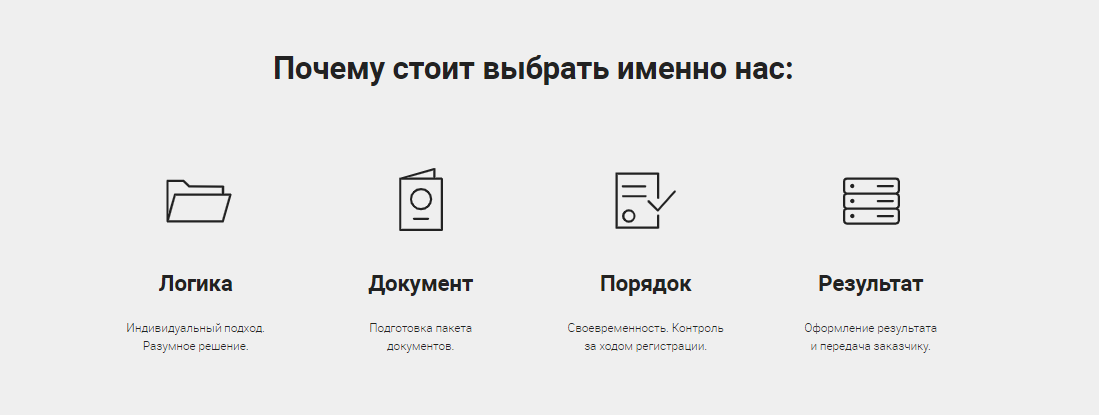 Почему стоит выбрать именно нас:
Логика
Индивидуальный подход.
Разумное решение.
Документ
Подготовка пакета
документов.
Порядок
Своевременность. Контроль
за ходом регистрации.
Результат
Оформление результата
и передача заказчику.